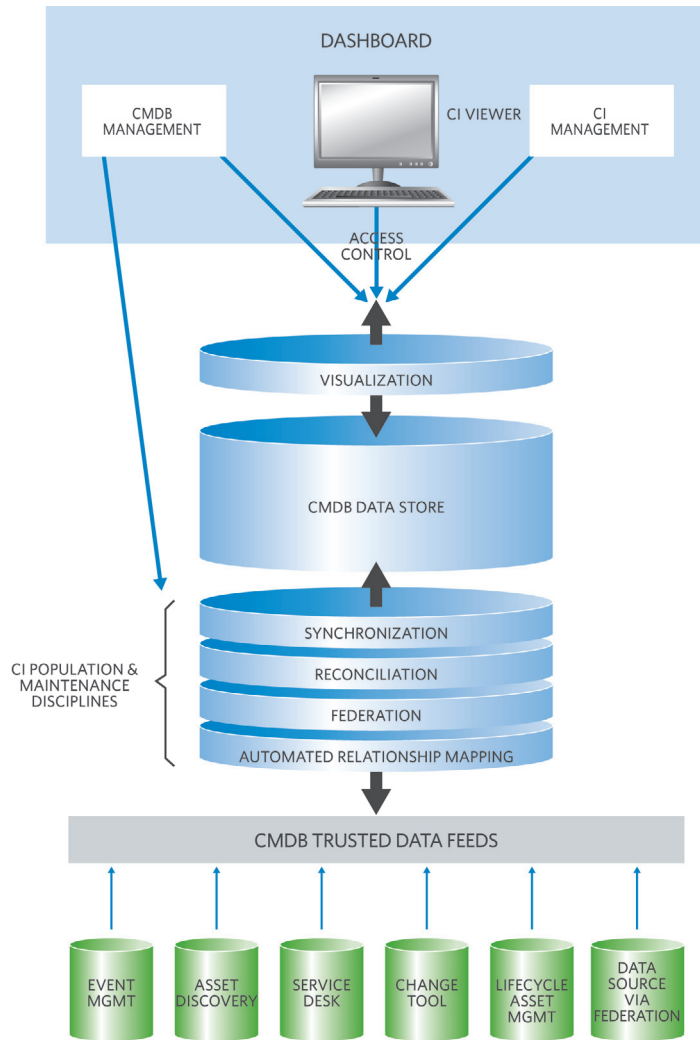 DASHBOARD
CMDB
MANAGEMENT
CI VIEWER
CI
MANAGEMENT
ACCESS
CONTROL
VISUALIZATION
CMDB DATA STORE
CI POPULATION &
MAINTENANCE
DISCIPLINES
SYNCHRONIZATION
RECONCILIATION
FEDERATION
AUTOMATED RELATIONSHIP MAPPING
CMDB TRUSTED DATA FEEDS
EVENT
MGMT
ASSET
DISCOVERY
SERVICE
DESK
CHANGE
TOOL
LIFECYCLE
ASSET
MGMT
DATA
SOURCE
VIA
FEDERATION